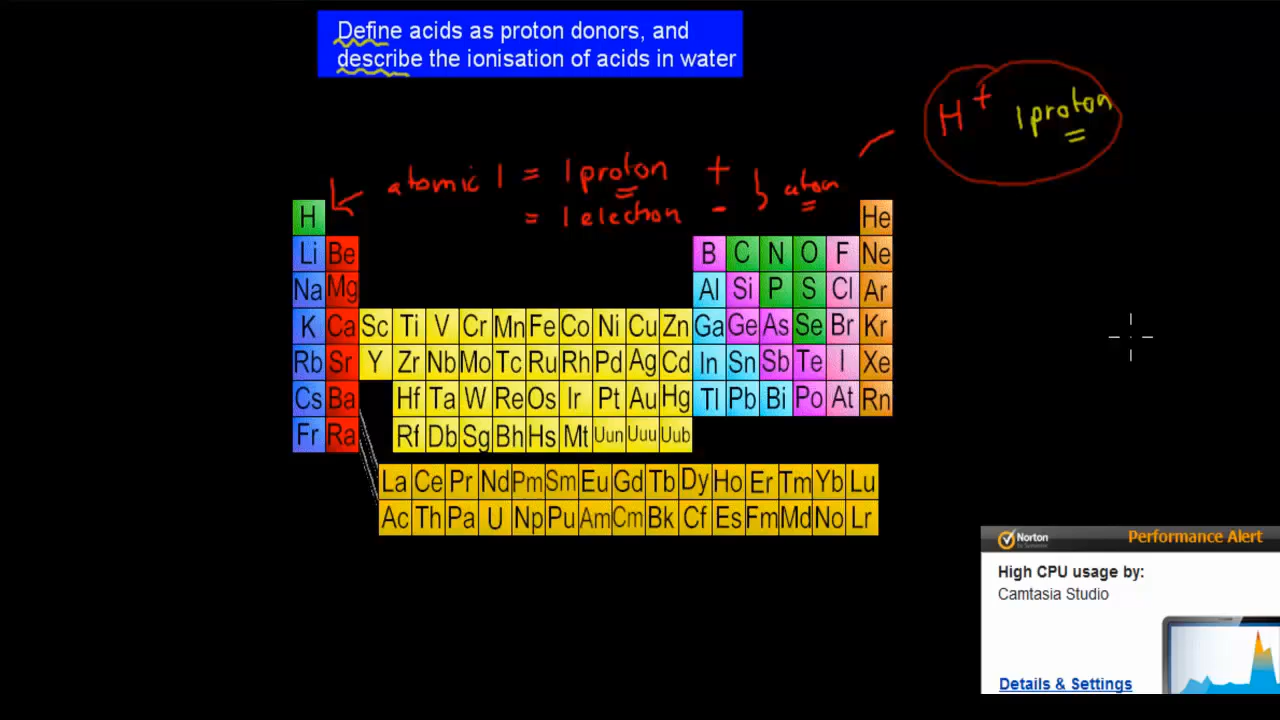 Define acids as proton donors, and
describe the ionisation of acids in water
H+ 1 proton
atomic 1 = 1 proton +
= 1 electron - } atom
H He
Li Be B C N O F Ne
Na Mg Al Si P S Cl Ar
K Ca Sc Ti V Cr Mn Fe Co Ni Cu Zn Ga Ge As Se Br Kr
Rb Sr Y Zr Nb Mo Tc Ru Rh Pd Ag Cd In Sn Sb Te I Xe
Cs Ba Hf Ta W Re Os Ir Pt Au Hg Tl Pb Bi Po At Rn
Fr Ra Rf Db Sg Bh Hs Mt Uun Uuu Uub
La Ce Pr Nd Pm Sm Eu Gd Tb Dy Ho Er Tm Yb Lu
Ac Th Pa U Np Pu Am Cm Bk Cf Es Fm Md No Lr
Norton Performance Alert
by Symantec
High CPU usage by:
Camtasia Studio
Details & Settings